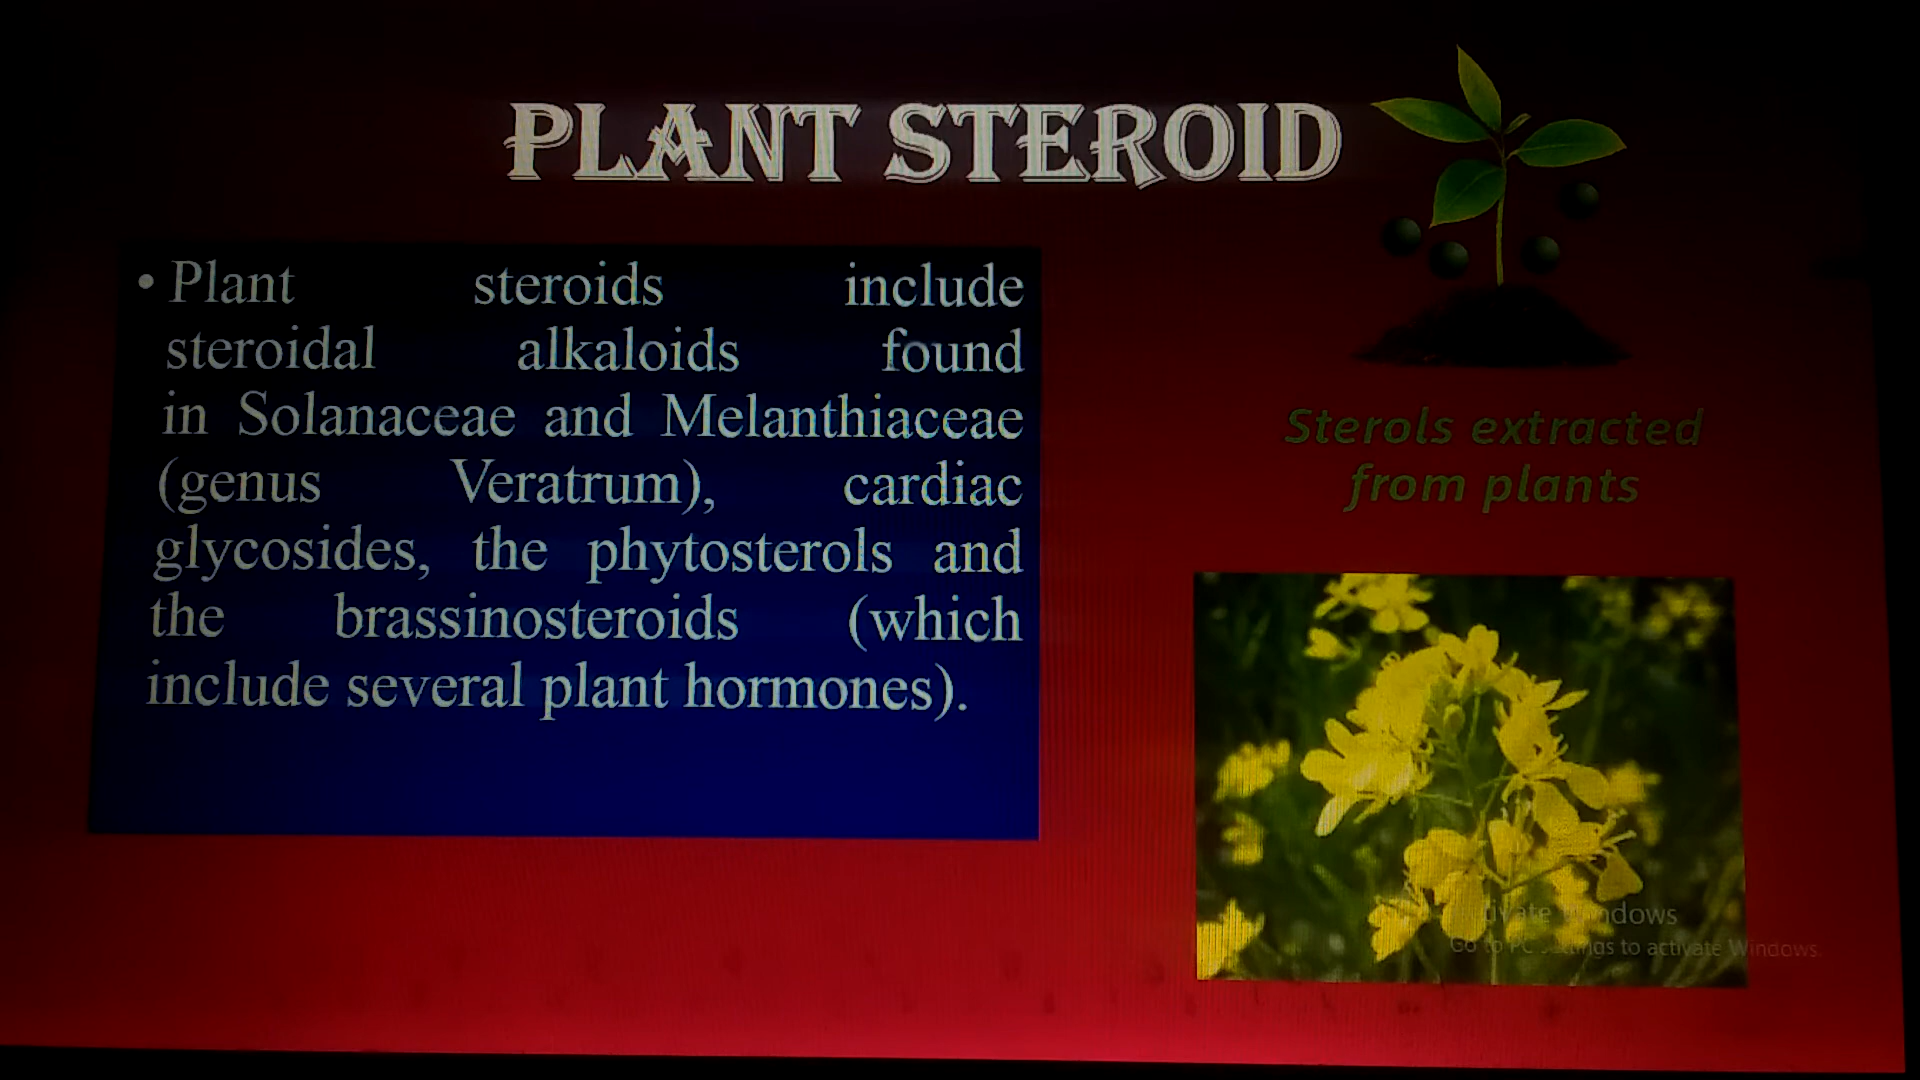 PLANT STEROID
• Plant steroids include
steroidal alkaloids found
in Solanaceae and Melanthiaceae
(genus Veratrum), cardiac
glycosides, the phytosterols and
the brassinosteroids (which
include several plant hormones).
Sterols extracted
from plants
Windows
Go to PC settings to activate Windows.